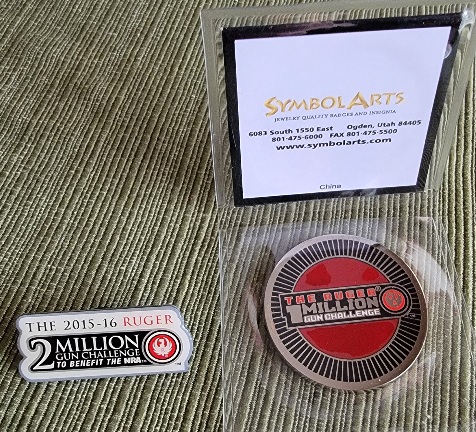 SYMBOLARTS
JEWELRY QUALITY BADGES AND INSIGNIA
6083 South 1550 East Ogden, Utah 84405
801-475-6000 FAX 801-475-5500
www.symbolarts.com
China
THE 2015-16 RUGER
2 MILLION
GUN CHALLENGE
TO BENEFIT THE NRA
THE RUGER®
1 MILLION
GUN CHALLENGE